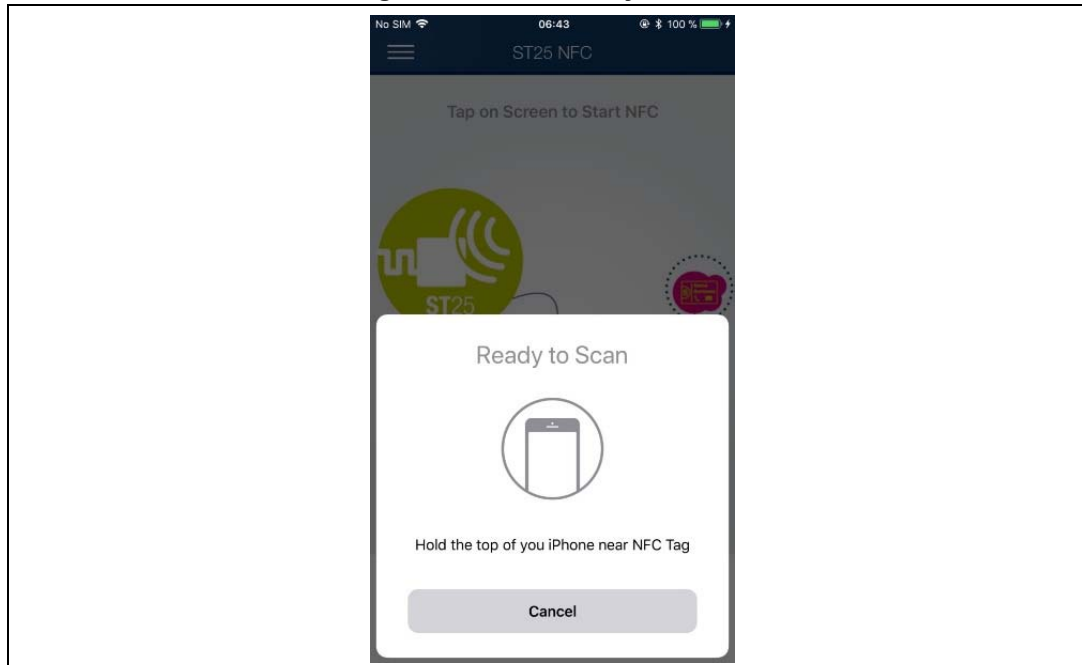 No SIM 06:43 100 %
ST25 NFC
Tap on Screen to Start NFC
ST25
Ready to Scan
Hold the top of you iPhone near NFC Tag
Cancel